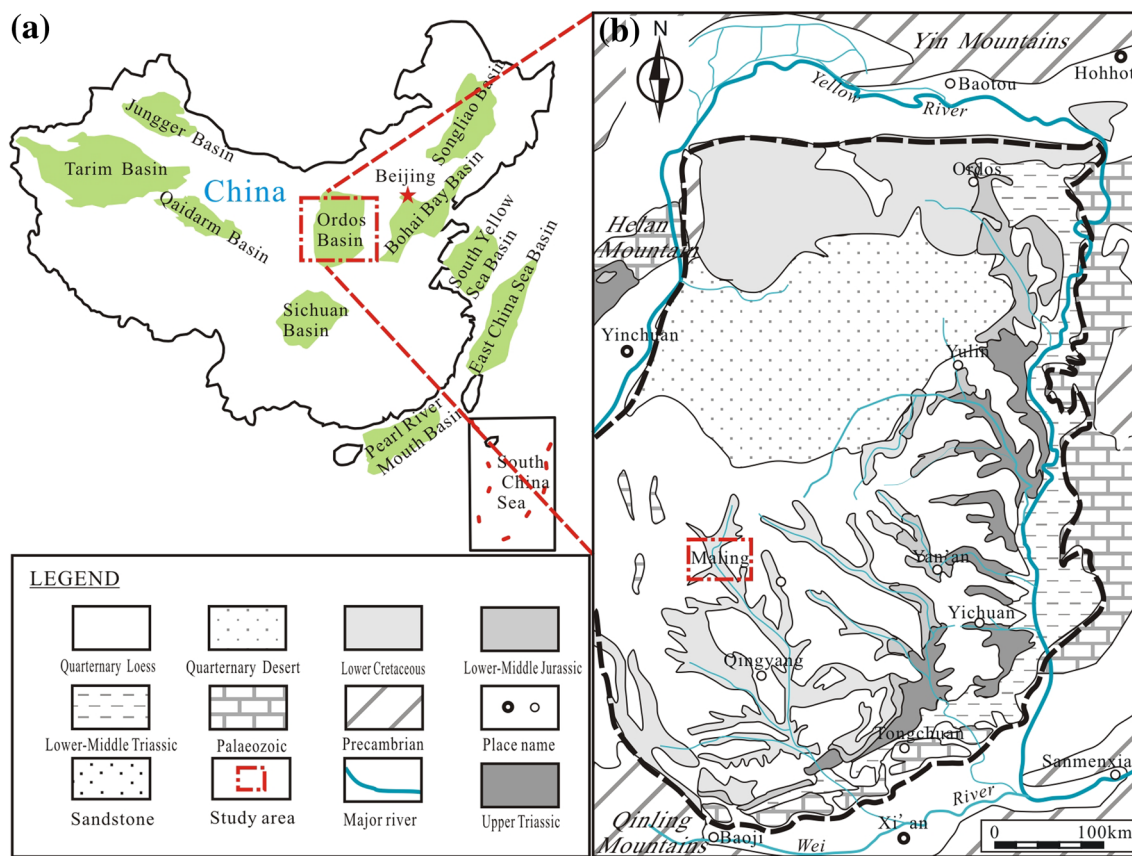 (a)
Jungger Basin
Tarim Basin
Qaidarm Basin
China
Songliao Basin
Beijing
Bohai Bay Basin
Ordos
Basin
South Yellow
Sea Basin
East China Sea Basin
Sichuan
Basin
Pearl River
Mouth Basin
South
China
Sea
LEGEND
Quarternary Loess
Quarternary Desert
Lower Cretaceous
Lower-Middle Jurassic
Lower-Middle Triassic
Palaeozoic
Precambrian
Place name
Sandstone
Study area
Major river
Upper Triassic
(b)
N
Yin Mountains
Hohhot
Baotou
Yellow
River
Ordos
Helan
Mountain
Yinchuan
Yulin
Maling
Yan'an
Yichuan
Qingyang
Tongchuan
Sanmenxia
River
Qinling
Mountains
Baoji
Wei
Xi' an
0
100km